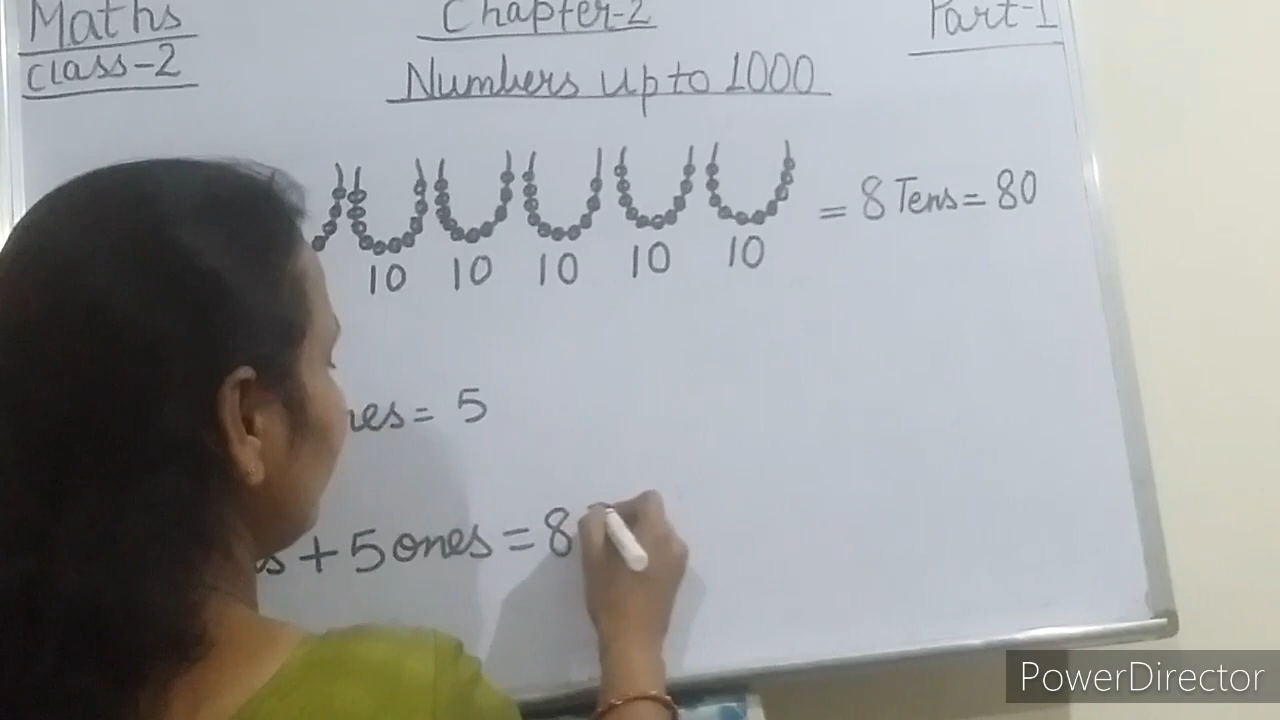 Maths Chapter-2 Part-1
Class-2 Numbers up to 1000
= 8 Tens = 80
10 10 10 10 10
= 5
+ 5 ones = 8
PowerDirector